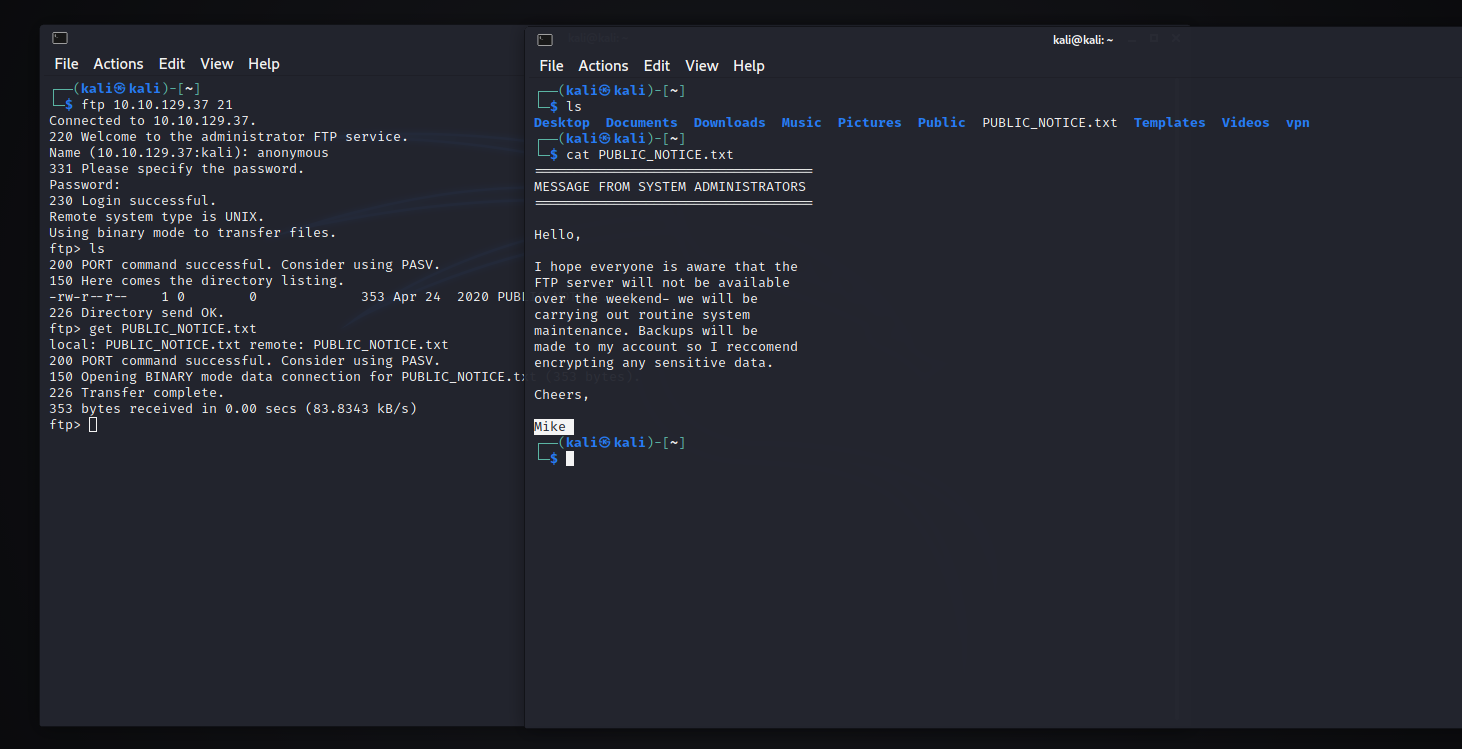 File Actions Edit View Help
┌──(kali㉿kali)-[~]
└─$ ftp 10.10.129.37 21
Connected to 10.10.129.37.
220 Welcome to the administrator FTP service.
Name (10.10.129.37:kali): anonymous
331 Please specify the password.
Password:
230 Login successful.
Remote system type is UNIX.
Using binary mode to transfer files.
ftp> ls
200 PORT command successful. Consider using PASV.
150 Here comes the directory listing.
-rw-r--r-- 1 0 0 353 Apr 24 2020 PUBL
226 Directory send OK.
ftp> get PUBLIC_NOTICE.txt
local: PUBLIC_NOTICE.txt remote: PUBLIC_NOTICE.txt
200 PORT command successful. Consider using PASV.
150 Opening BINARY mode data connection for PUBLIC_NOTICE.txt (353 bytes).
226 Transfer complete.
353 bytes received in 0.00 secs (83.8343 kB/s)
ftp>
kali@kali: ~
File Actions Edit View Help
┌──(kali㉿kali)-[~]
└─$ ls
Desktop Documents Downloads Music Pictures Public PUBLIC_NOTICE.txt Templates Videos vpn
┌──(kali㉿kali)-[~]
└─$ cat PUBLIC_NOTICE.txt
===================================
MESSAGE FROM SYSTEM ADMINISTRATORS
===================================
Hello,
I hope everyone is aware that the
FTP server will not be available
over the weekend- we will be
carrying out routine system
maintenance. Backups will be
made to my account so I reccomend
encrypting any sensitive data.
Cheers,
Mike
┌──(kali㉿kali)-[~]
└─$